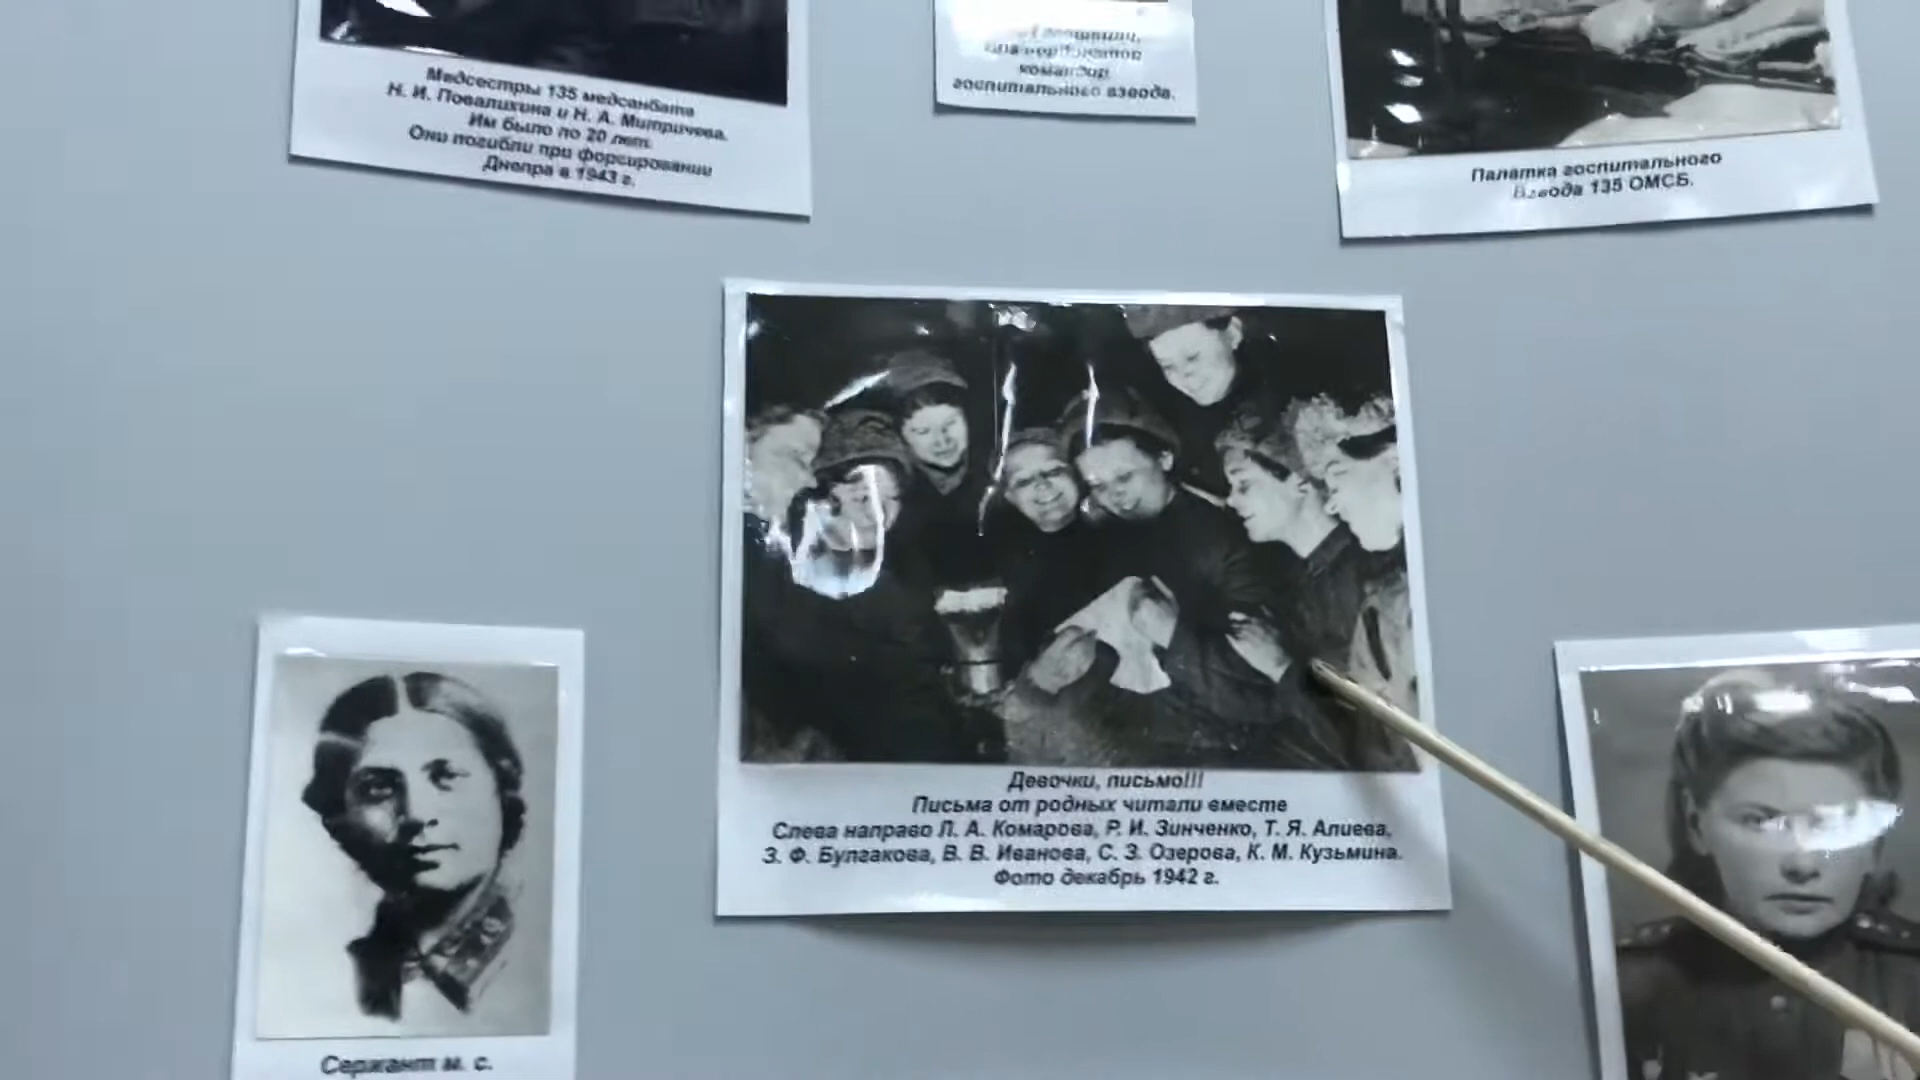 Медсестры 135 медсанбата
Н. И. Повалихина и Н. А. Митричева.
Им было по 20 лет.
Они погибли при форсировании
Днепра в 1943 г.
командир
госпитального взвода.
Палатка госпитального
Взвода 135 ОМСБ.
Девочки, письмо!!!
Письма от родных читали вместе
Слева направо Л. А. Комарова, Р. И. Зинченко, Т. Я. Алиева,
З. Ф. Булгакова, В. В. Иванова, С. З. Озерова, К. М. Кузьмина.
Фото декабрь 1942 г.
Сержант м. с.